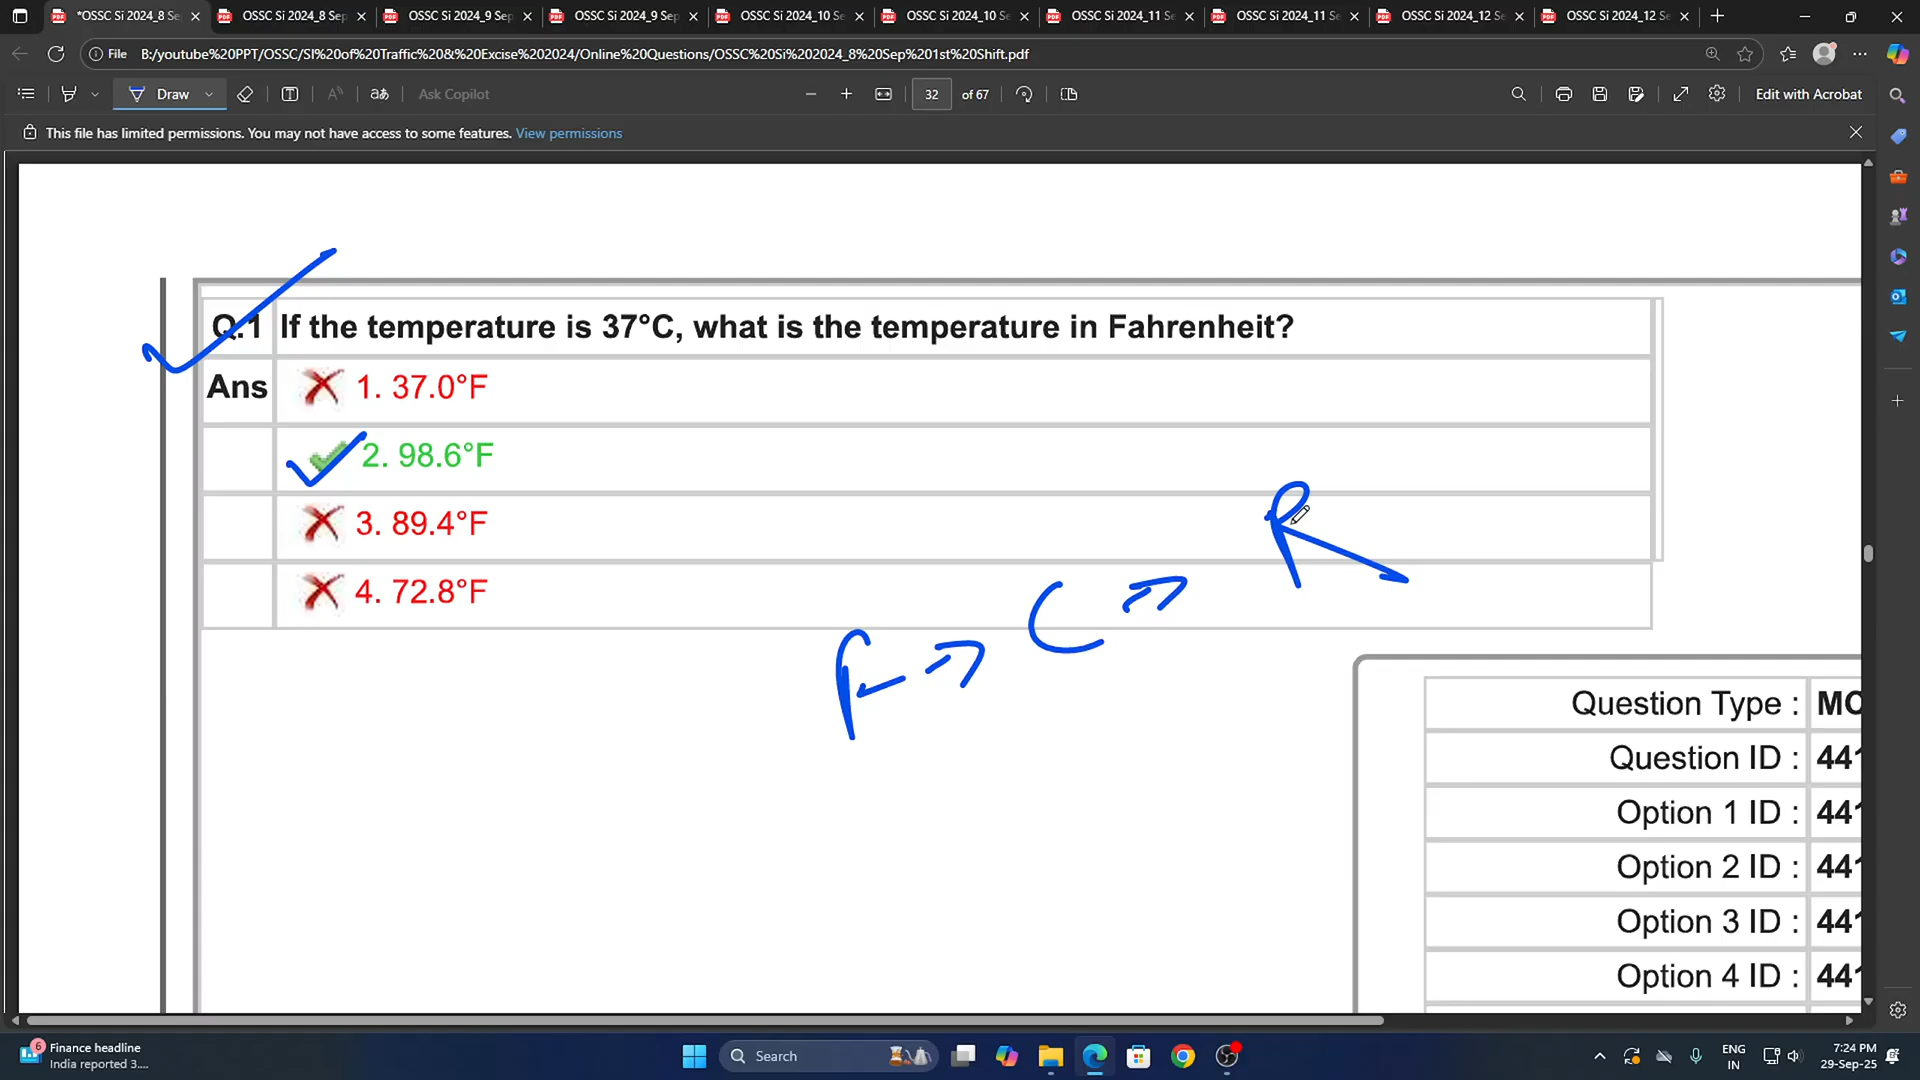 *OSSC Si 2024_8 Se
OSSC Si 2024_8 Sep
OSSC Si 2024_9 Sep
OSSC Si 2024_9 Sep
OSSC Si 2024_10 Se
OSSC Si 2024_10 Se
OSSC Si 2024_11 Se
OSSC Si 2024_11 Se
OSSC Si 2024_12 Se
OSSC Si 2024_12 Se
File B:/youtube%20PPT/OSSC/SI%20of%20Traffic%20&t%20Excise%202024/Online%20Questions/OSSC%20Si%202024_8%20Sep%201st%20Shift.pdf
Draw Ask Copilot 32 of 67 Edit with Acrobat
This file has limited permissions. You may not have access to some features. View permissions
Q.1 If the temperature is 37°C, what is the temperature in Fahrenheit?
Ans 1. 37.0°F
2. 98.6°F
3. 89.4°F
4. 72.8°F
F → C → R
Question Type : MC
Question ID : 441
Option 1 ID : 441
Option 2 ID : 441
Option 3 ID : 441
Option 4 ID : 441
6 Finance headline
India reported 3....
Search
ENG
IN
7:24 PM
29-Sep-25